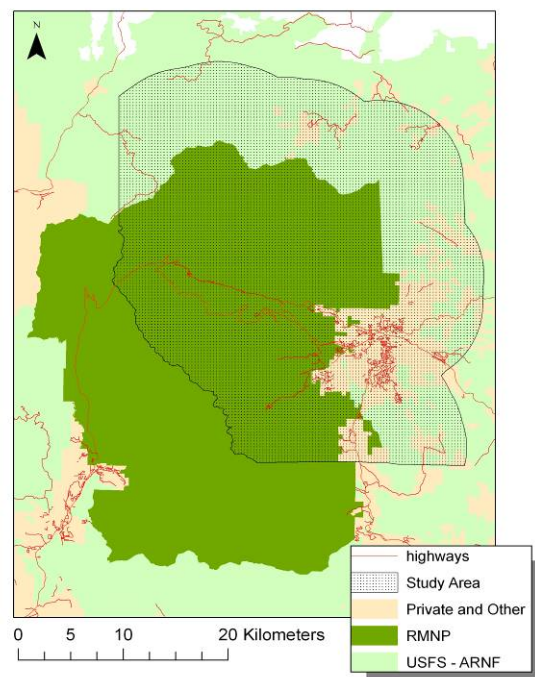 N
highways
Study Area
Private and Other
RMNP
USFS - ARNF
0 5 10 20 Kilometers